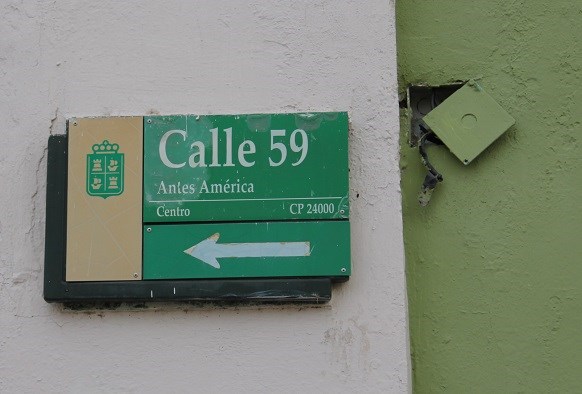 Calle 59
Antes América
Centro CP 24000